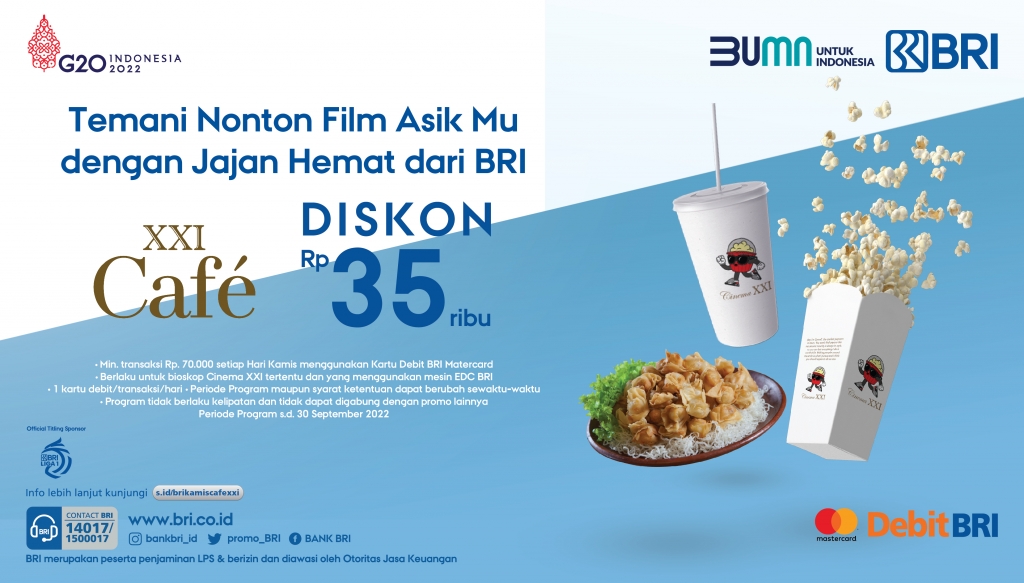 G20 INDONESIA
2022
BUMN UNTUK
INDONESIA
BRI
Temani Nonton Film Asik Mu
dengan Jajan Hemat dari BRI
XXI
Café
DISKON
Rp 35 ribu
• Min. transaksi Rp. 70.000 setiap Hari Kamis menggunakan Kartu Debit BRI Matercard
• Berlaku untuk bioskop Cinema XXI tertentu dan yang menggunakan mesin EDC BRI
• 1 kartu debit/transaksi/hari • Periode Program maupun syarat ketentuan dapat berubah sewaktu-waktu
• Program tidak berlaku kelipatan dan tidak dapat digabung dengan promo lainnya
Periode Program s.d. 30 September 2022
Cinema XXI
Cinema XXI
Cinema XXI
Official Titling Sponsor
BRI
LIGA 1
Info lebih lanjut kunjungi s.id/brikamiscafexxi
BRI
CONTACT BRI
14017/
1500017
www.bri.co.id
bankbri_id promo_BRI BANK BRI
BRI merupakan peserta penjaminan LPS & berizin dan diawasi oleh Otoritas Jasa Keuangan
mastercard
DebitBRI